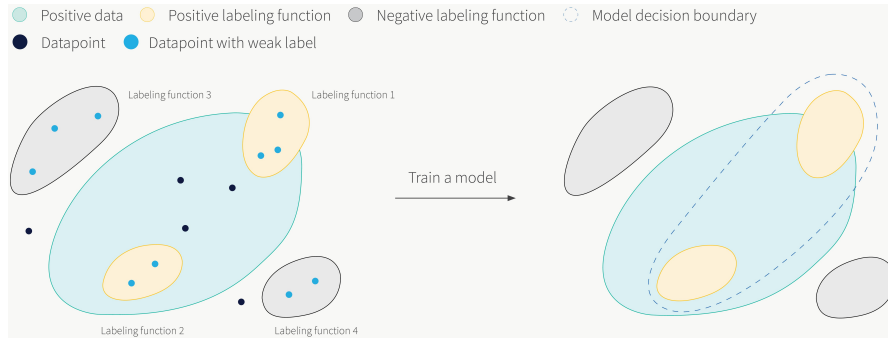 Positive data Positive labeling function Negative labeling function Model decision boundary
Datapoint Datapoint with weak label
Labeling function 3
Labeling function 1
Train a model
Labeling function 2
Labeling function 4